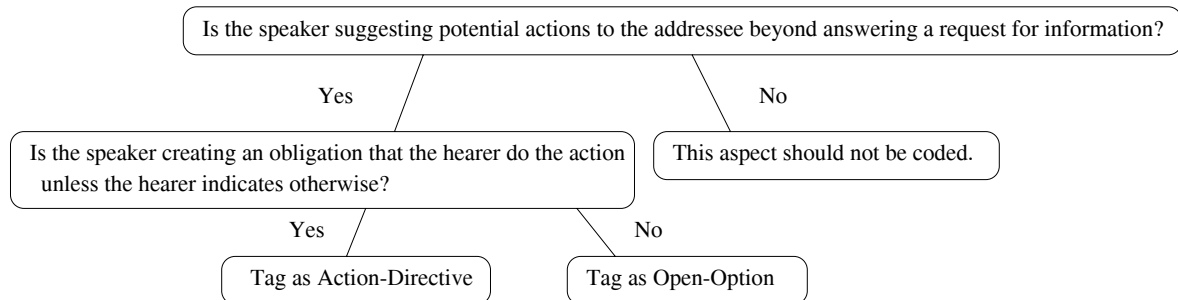 Is the speaker suggesting potential actions to the addressee beyond answering a request for information?
Yes
No
Is the speaker creating an obligation that the hearer do the action
unless the hearer indicates otherwise?
This aspect should not be coded.
Yes
No
Tag as Action-Directive
Tag as Open-Option